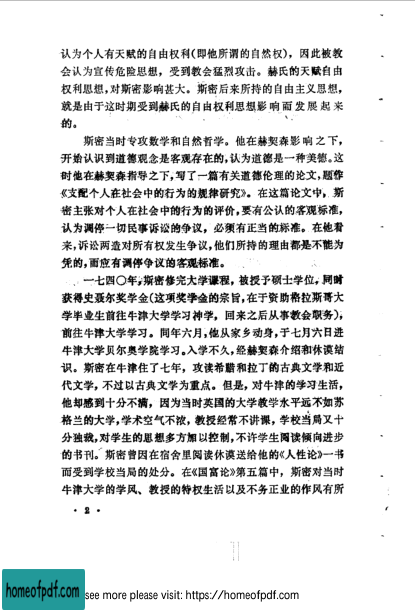 认为个人有天赋的自由权利(即他所谓的自然权)，因此被教
会认为宣传危险思想，受到教会猛烈攻击。赫氏的天赋自由
权利思想，对斯密影响甚大。斯密后来所持的自由主义思想，
就是由于这时期受到赫氏的自由权利思想影响而发展起来
的。
斯密当时专攻数学和自然哲学。他在赫契森影响之下，
开始认识到道德观念是客观存在的，认为道德是一种美德。这
时他在赫契森指导之下，写了一篇有关道德伦理的论文，题作
《支配个人在社会中的行为的规律研究》。在这篇论文中，斯
密主张对个人在社会中的行为的评价，要有公认的客观标准，
认为调停一切民事诉讼的争议，必须有正当的标准。在他看
来，诉讼两造对所有权发生争议，他们所持的理由都是不能为
凭的，而应有调停争议的客观标准。
一七四〇年，斯密修完大学课程，被授予硕士学位，同时
获得史聂尔奖学金(这项奖学金的宗旨，在于资助格拉斯哥大
学毕业生前往牛津大学学习神学，回来之后从事教会职务)，
前往牛津大学学习。同年六月，他从家乡动身，于七月六日进
牛津大学贝尔奥学院学习。入学不久，经赫契森介绍和休谟结
识。斯密在牛津住了七年，攻读希腊和拉丁的古典文学和近
代文学，不过以古典文学为重点。但是，对牛津的学习生活，
他却感到十分不满，因为当时英国的大学教学水平远不如苏
格兰的大学，学术空气不浓，教授经常不讲课，学校当局又十
分独裁，对学生的思想多方加以控制，不许学生阅读倾向进步
的书刊。斯密曾因在宿舍里阅读休谟送给他的《人性论》一书
而受到学校当局的处分。在《国富论》第五篇中，斯密对当时
牛津大学的学风、教授的特权生活以及不务正业的作风有所
· 2 ·
homeofpdf.com
see more please visit: https://homeofpdf.com